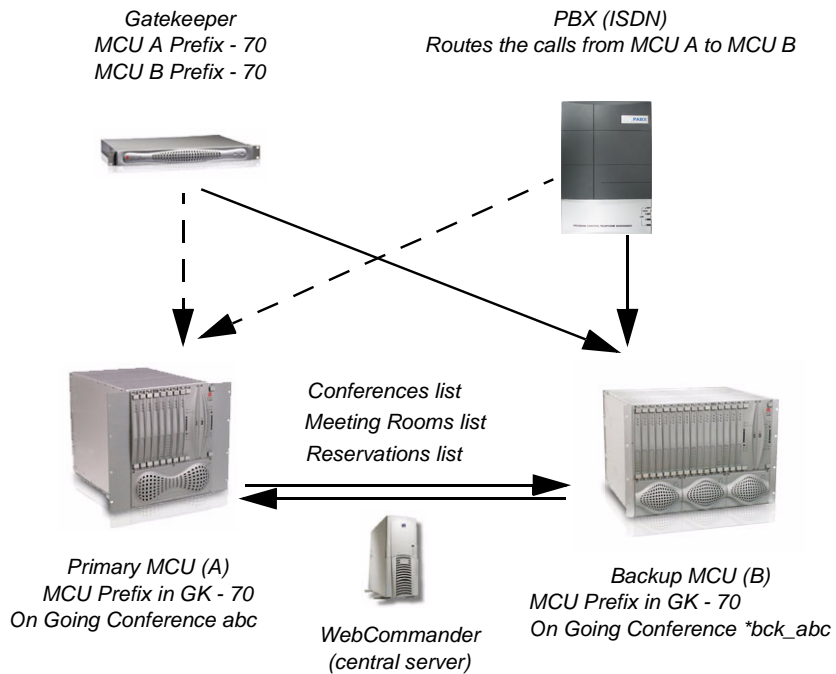 Gatekeeper
MCU A Prefix - 70
MCU B Prefix - 70
PBX (ISDN)
Routes the calls from MCU A to MCU B
PABX
Conferences list
Meeting Rooms list
Reservations list
Primary MCU (A)
MCU Prefix in GK - 70
On Going Conference abc
WebCommander
(central server)
Backup MCU (B)
MCU Prefix in GK - 70
On Going Conference *bck_abc